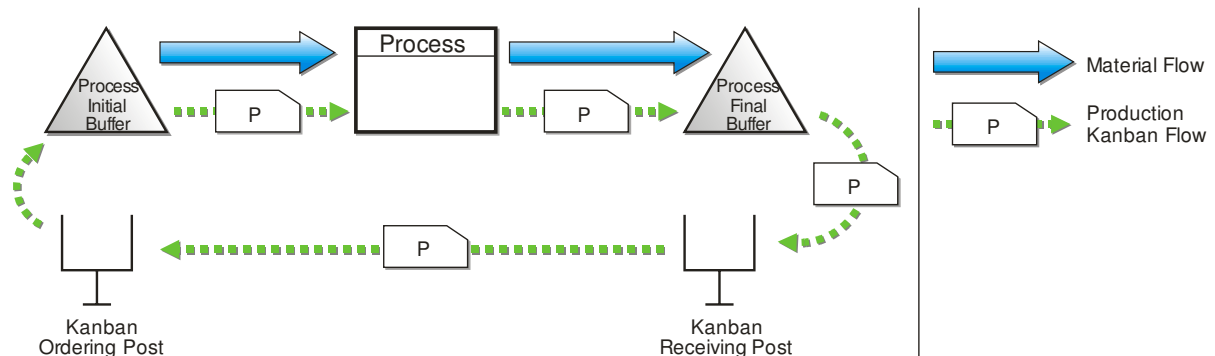 Process
Process
Initial
Buffer
P
P
Process
Final
Buffer
P
P
Kanban
Ordering Post
Kanban
Receiving Post
Material Flow
P
Production
Kanban Flow